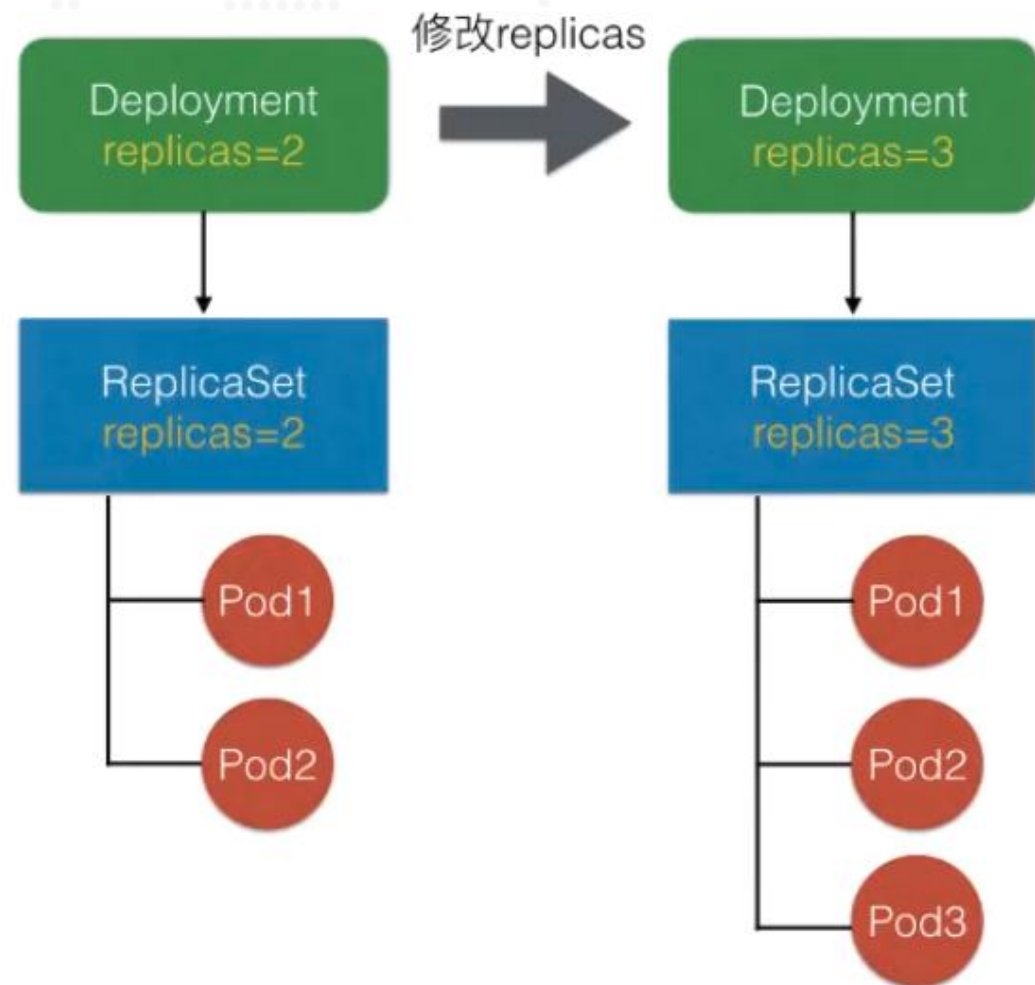 修改replicas
Deployment
replicas=2
Deployment
replicas=3
ReplicaSet
replicas=2
ReplicaSet
replicas=3
Pod1
Pod2
Pod1
Pod2
Pod3